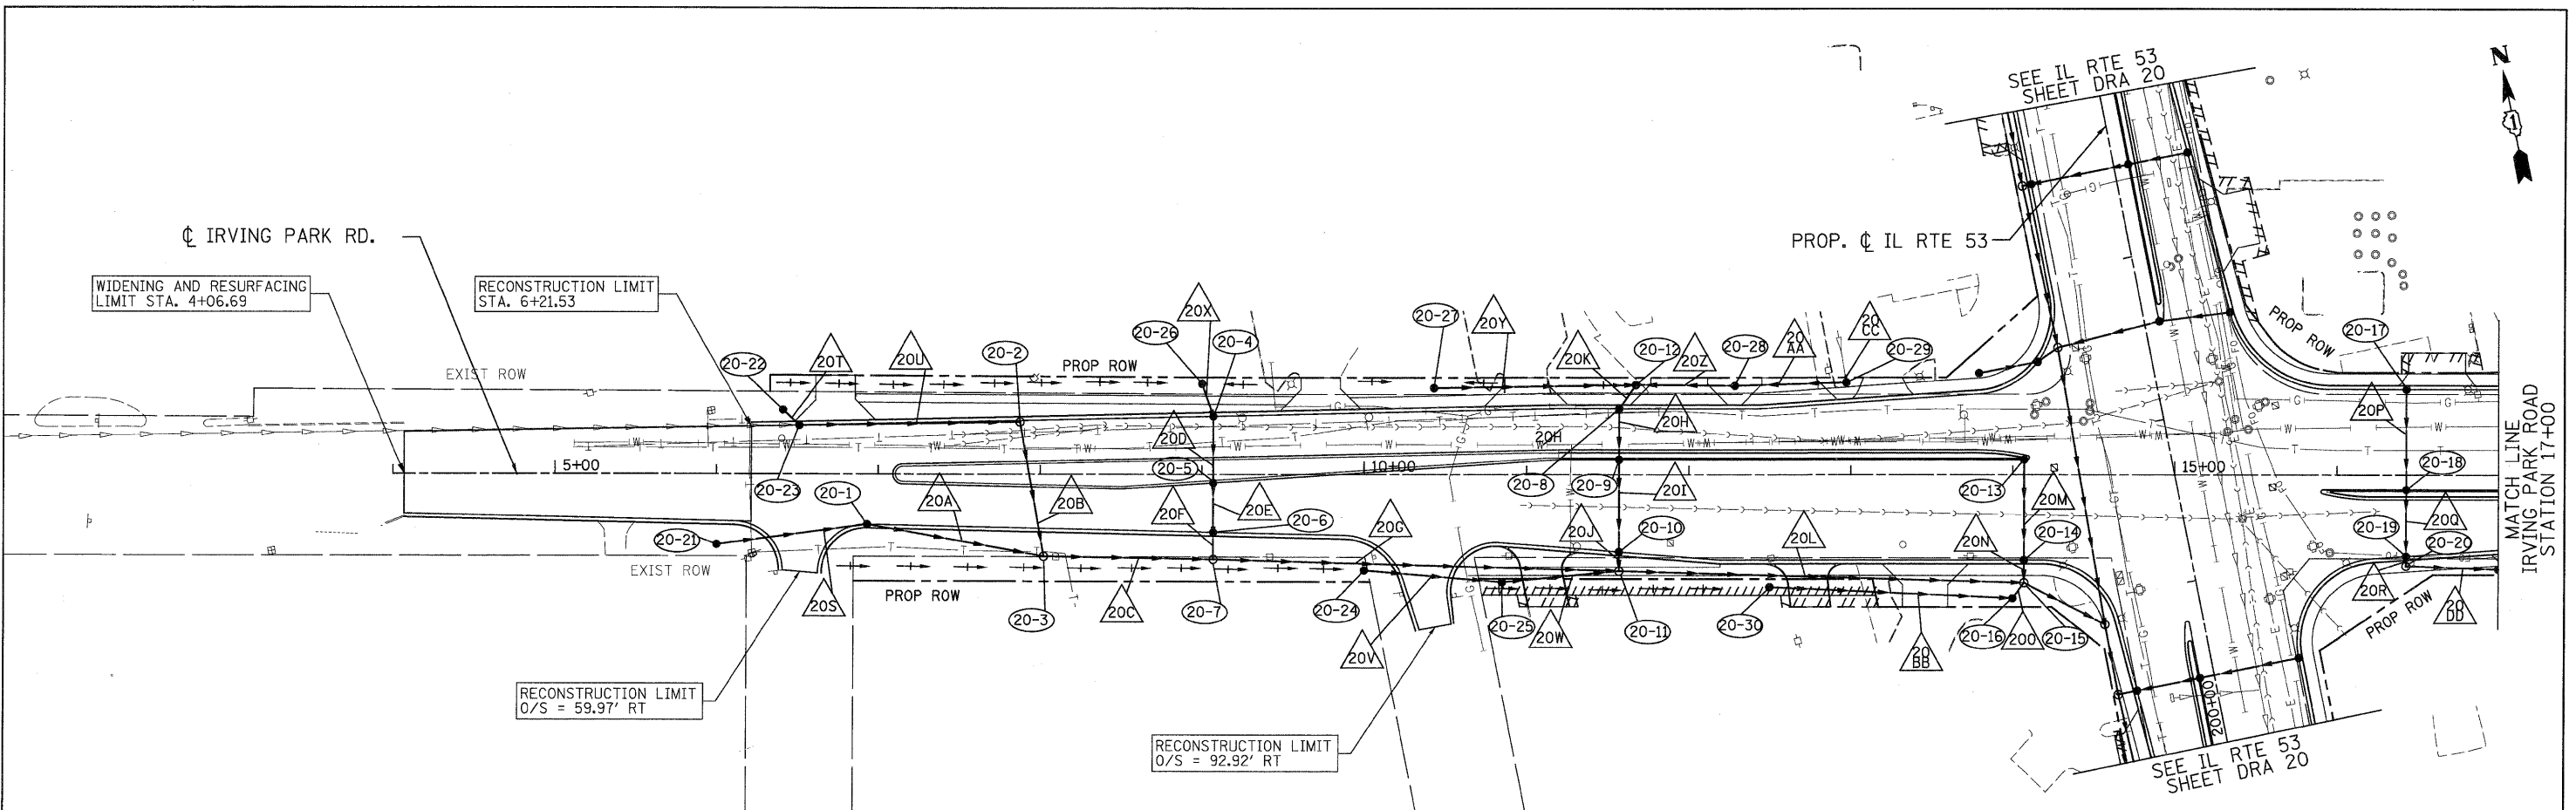 SEE IL RTE 53
SHEET DRA 20
N
1
℄ IRVING PARK RD.
PROP. ℄ IL RTE 53
WIDENING AND RESURFACING
LIMIT STA. 4+06.69
RECONSTRUCTION LIMIT
STA. 6+21.53
20X
20-26
20-4
20-27
20Y
20K
20-12
20Z
20-28
20
AA
20
CC
20-29
PROP ROW
20-17
20-22
20T
20U
20-2
PROP ROW
EXIST ROW
20D
20H
20H
20P
20-5
5+00
10+00
15+00
20-18
20-23
20-1
20A
20B
20F
20E
20-6
20G
20-8
20-9
20I
20-10
20-13
20M
20J
20L
20N
20-14
20-19
20Q
20-20
20-21
EXIST ROW
PROP ROW
20S
20-3
20C
20-7
20-24
20V
20-25
20W
20-11
20-30
20
BB
20-16
20O
20-15
20R
PROP ROW
20
DD
MATCH LINE
IRVING PARK ROAD
STATION 17+00
RECONSTRUCTION LIMIT
O/S = 59.97' RT
RECONSTRUCTION LIMIT
O/S = 92.92' RT
200+00
SEE IL RTE 53
SHEET DRA 20